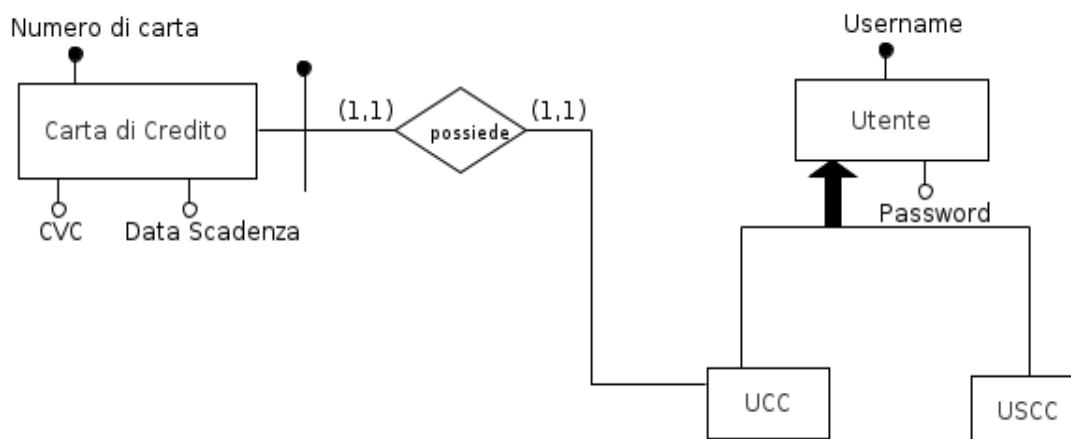 Numero di carta
Username
(1,1)
(1,1)
Carta di Credito
possiede
Utente
CVC
Data Scadenza
Password
UCC
USCC